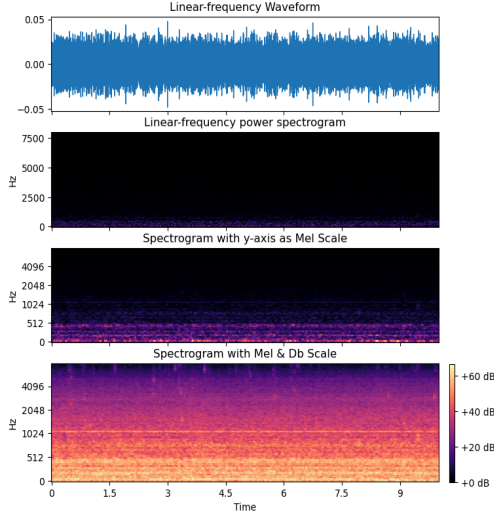 Linear-frequency Waveform
0.05
0.00
−0.05
Linear-frequency power spectrogram
7500
5000
2500
0
Hz
Spectrogram with y-axis as Mel Scale
4096
2048
1024
512
0
Hz
Spectrogram with Mel & Db Scale
4096
2048
1024
512
0
Hz
+60 dB
+40 dB
+20 dB
+0 dB
0 1.5 3 4.5 6 7.5 9
Time